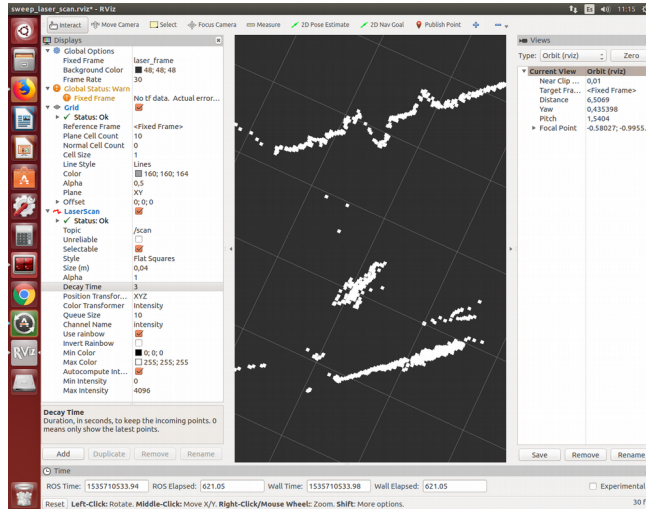 sweep_laser_scan.rviz* - RViz
Es
11:15
Interact
Move Camera
Select
Focus Camera
Measure
2D Pose Estimate
2D Nav Goal
Publish Point
Displays
Global Options
Fixed Frame laser_frame
Background Color 48; 48; 48
Frame Rate 30
Global Status: Warn
Fixed Frame No tf data. Actual error...
Grid
Status: Ok
Reference Frame <Fixed Frame>
Plane Cell Count 10
Normal Cell Count 0
Cell Size 1
Line Style Lines
Color 160; 160; 164
Alpha 0,5
Plane XY
Offset 0; 0; 0
LaserScan
Status: Ok
Topic /scan
Unreliable
Selectable
Style Flat Squares
Size (m) 0,04
Alpha 1
Decay Time 3
Position Transfor... XYZ
Color Transformer Intensity
Queue Size 10
Channel Name intensity
Use rainbow
Invert Rainbow
Min Color 0; 0; 0
Max Color 255; 255; 255
Autocompute Int...
Min Intensity 0
Max Intensity 4096
Decay Time
Duration, in seconds, to keep the incoming points. 0
means only show the latest points.
Add Duplicate Remove Rename
Views
Type: Orbit (rviz) Zero
Current View Orbit (rviz)
Near Clip ... 0,01
Target Fra... <Fixed Frame>
Distance 6,5069
Yaw 0,435398
Pitch 1,5404
Focal Point -0.58027; -0.9955...
Save Remove Rename
Time
ROS Time: 1535710533.94 ROS Elapsed: 621.05 Wall Time: 1535710533.98 Wall Elapsed: 621.05 Experimental
Reset Left-Click: Rotate. Middle-Click: Move X/Y. Right-Click/Mouse Wheel: Zoom. Shift: More options. 30 f
RViz
A